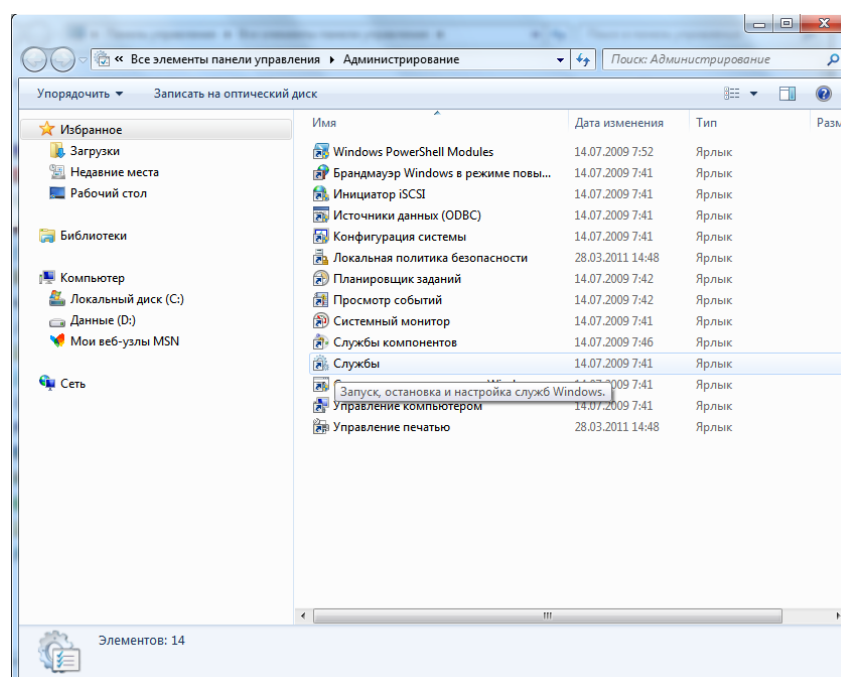 « Все элементы панели управления ▸ Администрирование
Поиск: Администрирование
Упорядочить Записать на оптический диск
Имя Дата изменения Тип Разм
Избранное
Загрузки
Недавние места
Рабочий стол
Библиотеки
Компьютер
Локальный диск (C:)
Данные (D:)
Мои веб-узлы MSN
Сеть
Windows PowerShell Modules 14.07.2009 7:52 Ярлык
Брандмауэр Windows в режиме повы... 14.07.2009 7:41 Ярлык
Инициатор iSCSI 14.07.2009 7:41 Ярлык
Источники данных (ODBC) 14.07.2009 7:41 Ярлык
Конфигурация системы 14.07.2009 7:41 Ярлык
Локальная политика безопасности 28.03.2011 14:48 Ярлык
Планировщик заданий 14.07.2009 7:42 Ярлык
Просмотр событий 14.07.2009 7:42 Ярлык
Системный монитор 14.07.2009 7:41 Ярлык
Службы компонентов 14.07.2009 7:46 Ярлык
Службы 14.07.2009 7:41 Ярлык
14.07.2009 7:41 Ярлык
Запуск, остановка и настройка служб Windows.
Управление компьютером 14.07.2009 7:41 Ярлык
Управление печатью 28.03.2011 14:48 Ярлык
Элементов: 14